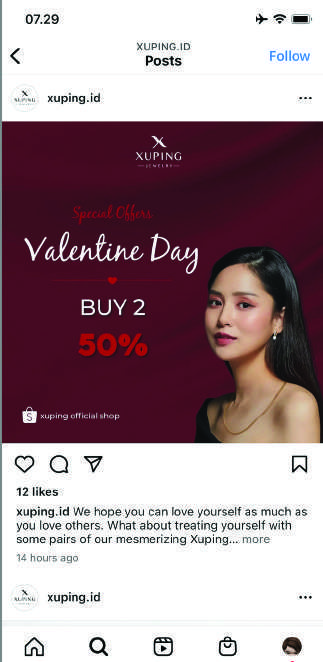 07.29
XUPING.ID
Posts
Follow
XUPING
xuping.id
X
XUPING
JEWELRY
Special Offers
Valentine Day
BUY 2
50%
S xuping official shop
12 likes
xuping.id We hope you can love yourself as much as
you love others. What about treating yourself with
some pairs of our mesmerizing Xuping... more
14 hours ago
XUPING
xuping.id